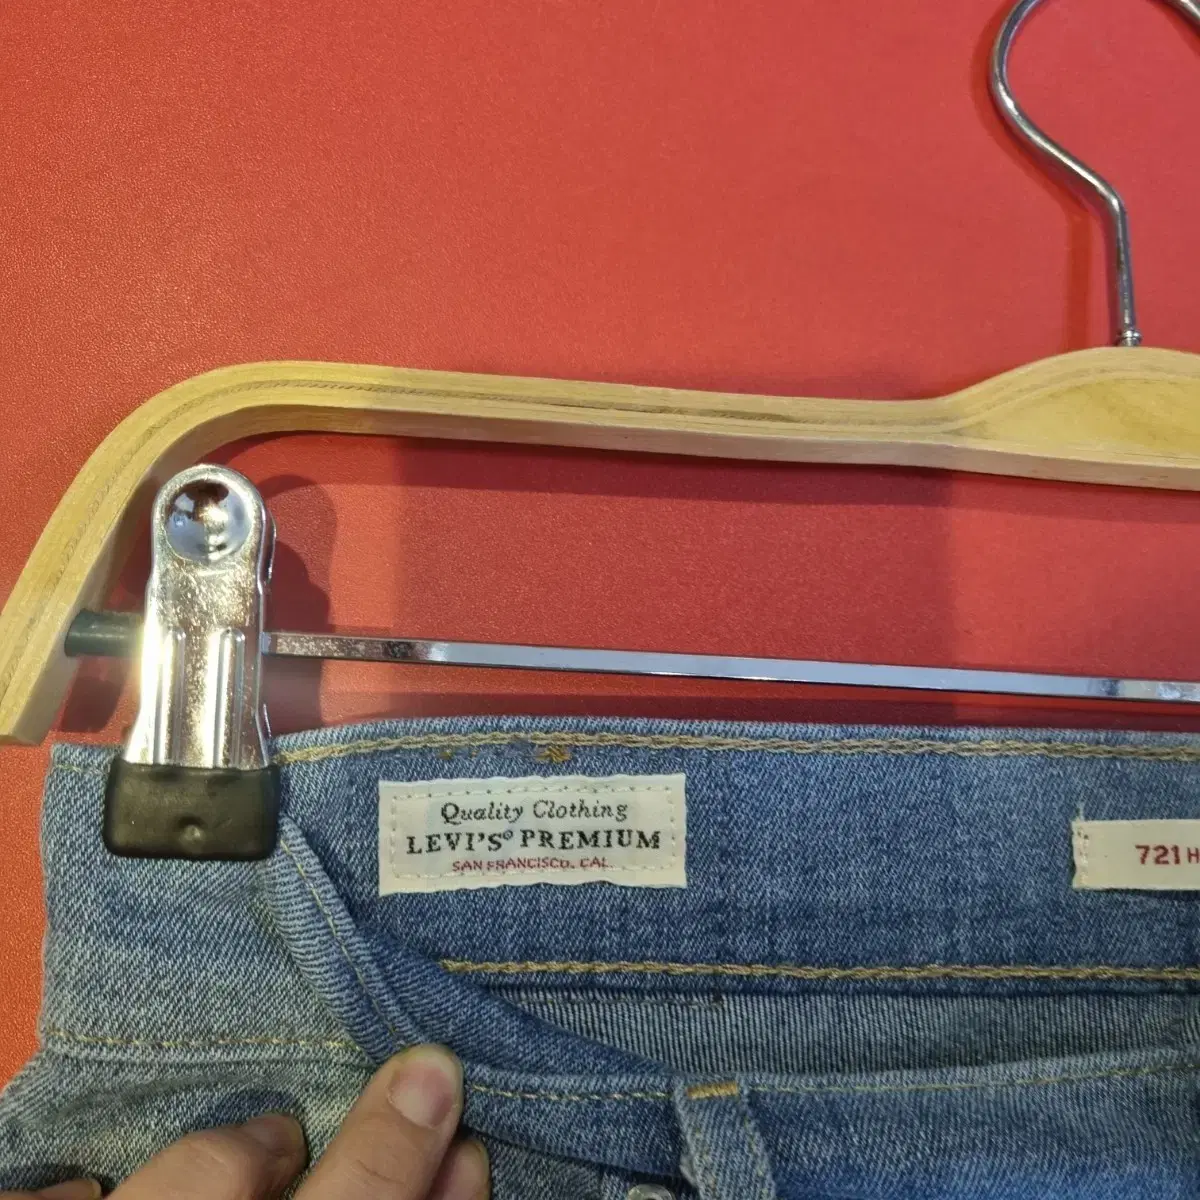 Quality Clothing
LEVI'S® PREMIUM
SAN FRANCISCO, CAL.
721 H